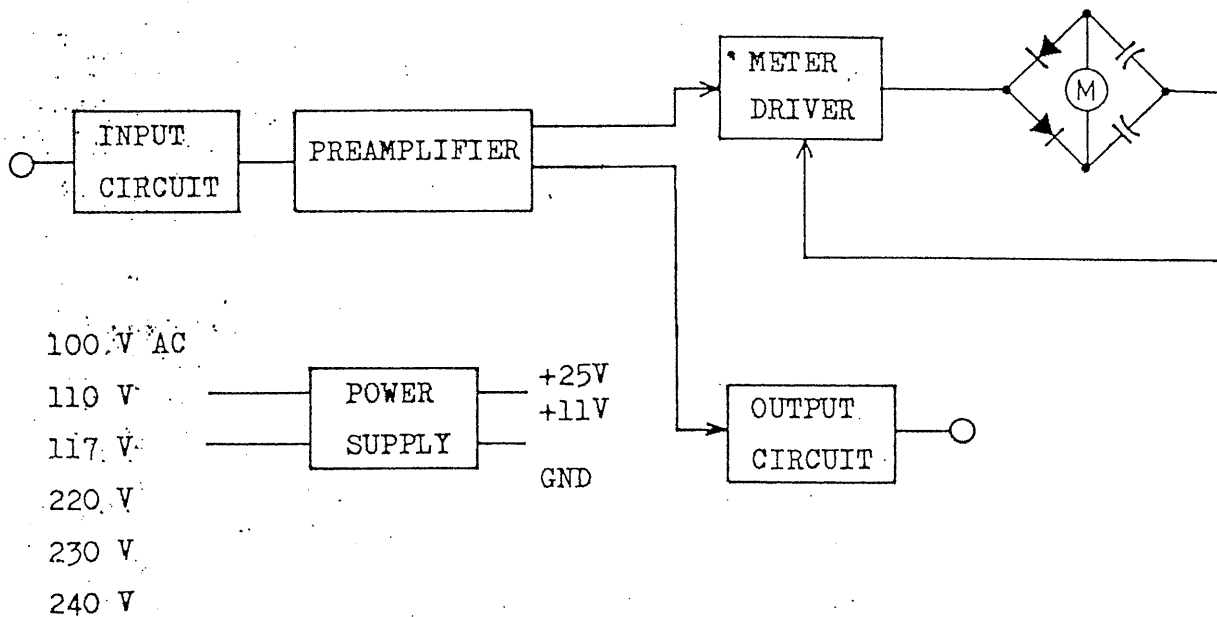 INPUT
CIRCUIT
PREAMPLIFIER
METER
DRIVER
M
100 V AC
110 V
117 V
220 V
230 V
240 V
POWER
SUPPLY
+25V
+11V
GND
OUTPUT
CIRCUIT